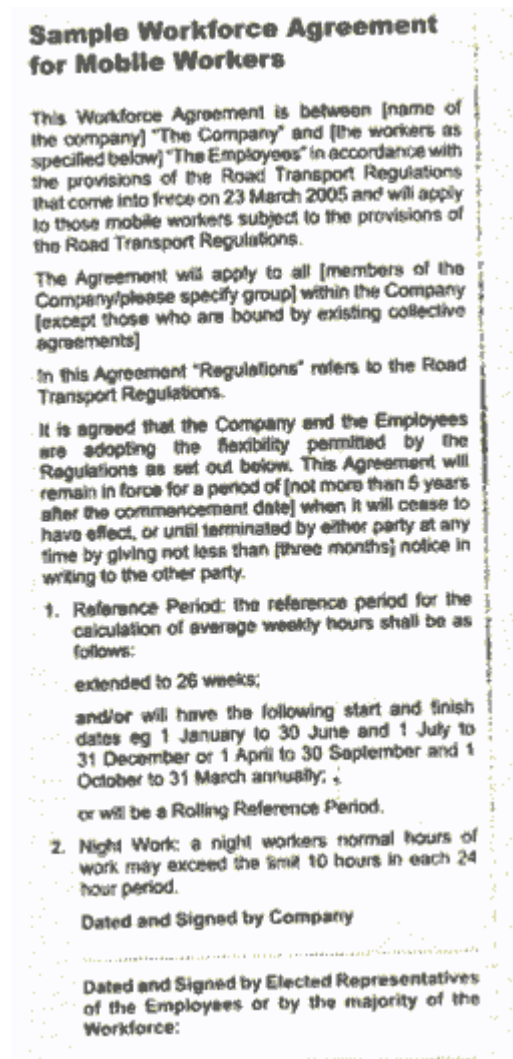 Sample Workforce Agreement
for Mobile Workers
This Workforce Agreement is between [name of
the company] "The Company" and [the workers as
specified below] "The Employees" in accordance with
the provisions of the Road Transport Regulations
that come into force on 23 March 2005 and will apply
to those mobile workers subject to the provisions of
the Road Transport Regulations.
The Agreement will apply to all [members of the
Company/please specify group] within the Company
[except those who are bound by existing collective
agreements]
In this Agreement "Regulations" refers to the Road
Transport Regulations.
It is agreed that the Company and the Employees
are adopting the flexibility permitted by the
Regulations as set out below. This Agreement will
remain in force for a period of [not more than 5 years
after the commencement date] when it will cease to
have effect, or until terminated by either party at any
time by giving not less than [three months] notice in
writing to the other party.
1. Reference Period: the reference period for the
calculation of average weekly hours shall be as
follows:
extended to 26 weeks;
and/or will have the following start and finish
dates eg 1 January to 30 June and 1 July to
31 December or 1 April to 30 September and 1
October to 31 March annually;
or will be a Rolling Reference Period.
2. Night Work: a night workers normal hours of
work may exceed the limit 10 hours in each 24
hour period.
Dated and Signed by Company
Dated and Signed by Elected Representatives
of the Employees or by the majority of the
Workforce: